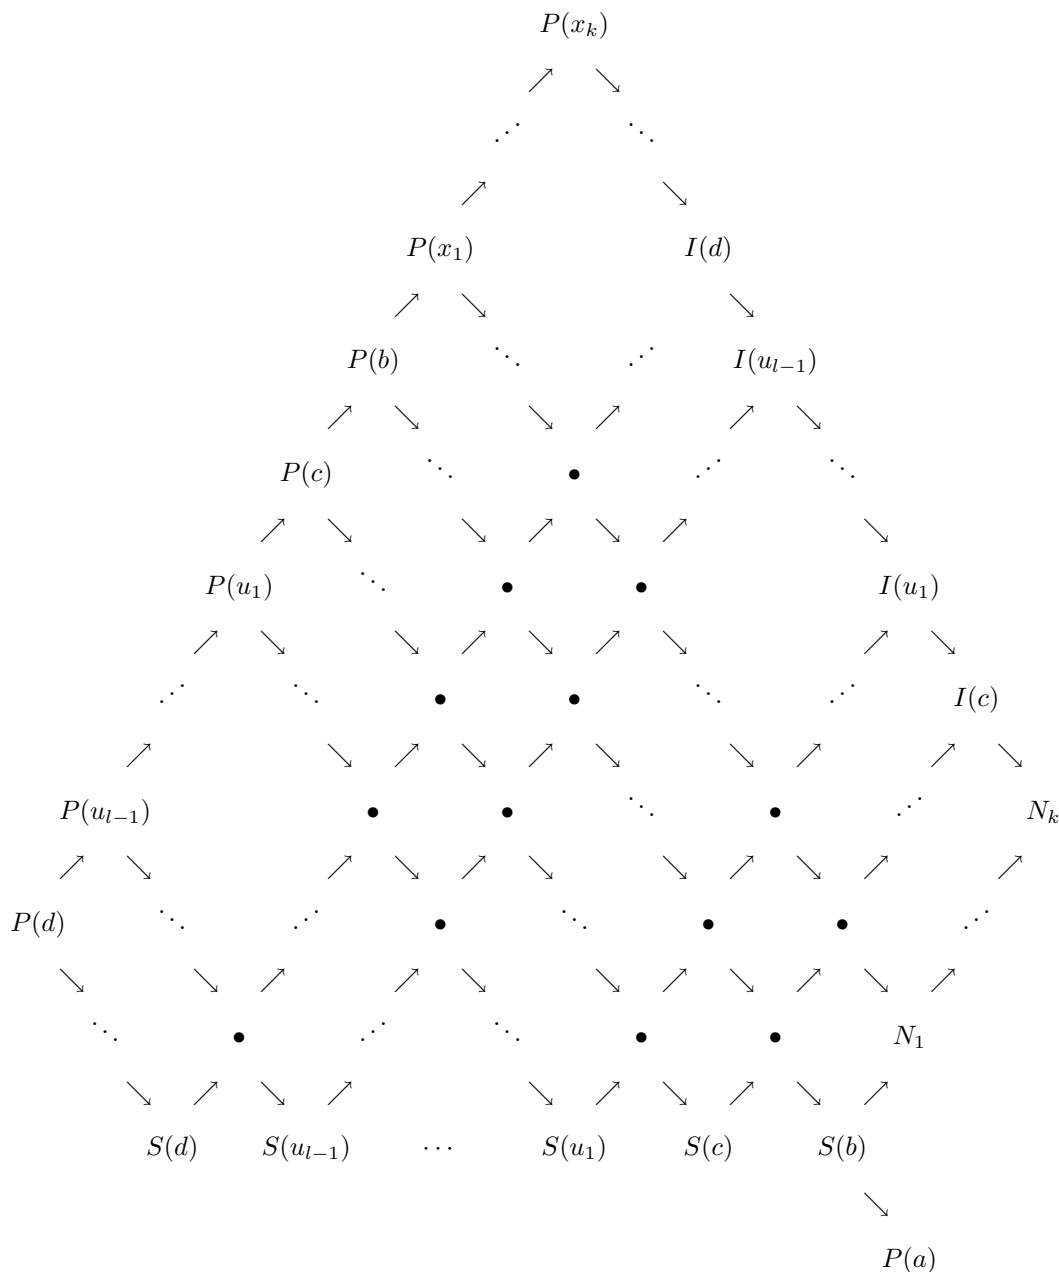 P(x_k)
P(x_1) I(d)
P(b) I(u_{l-1})
P(c)
P(u_1) I(u_1)
I(c)
P(u_{l-1}) N_k
P(d)
N_1
S(d) S(u_{l-1}) ⋯ S(u_1) S(c) S(b)
P(a)